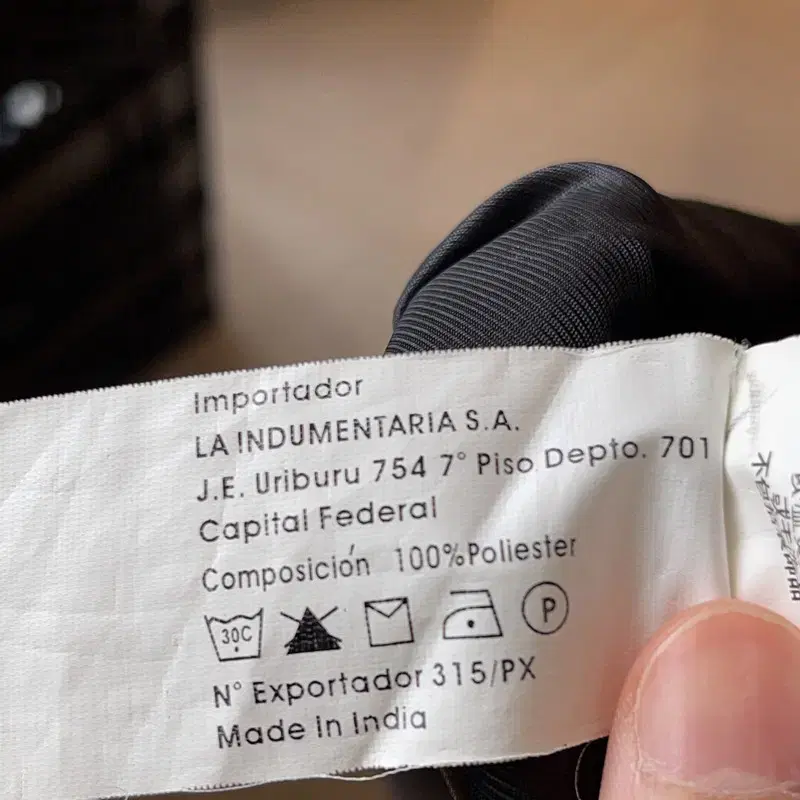 Importador
LA INDUMENTARIA S.A.
J.E. Uriburu 754 7° Piso Depto. 701
Capital Federal
Composición 100%Poliester
30C P
N° Exportador 315/PX
Made in India